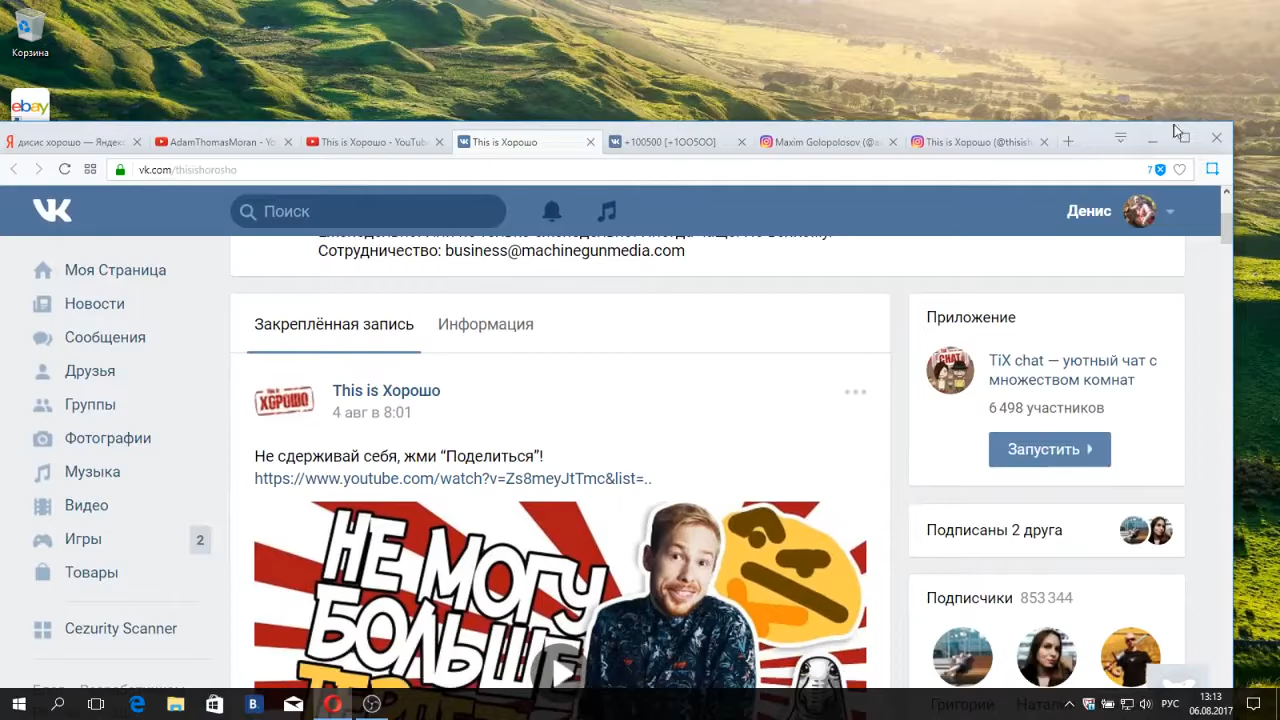 Корзина
ebay
дисис хорошо — Яндекс
AdamThomasMoran - Yo
This is Хорошо - YouTub
This is Хорошо
+100500 [+1OO5OO]
Maxim Golopolosov (@a
This is Хорошо (@thisish
vk.com/thisishorosho
7
Поиск
Денис
Сотрудничество: business@machinegunmedia.com
Моя Страница
Новости
Сообщения
Друзья
Группы
Фотографии
Музыка
Видео
Игры
2
Товары
Cezurity Scanner
Закреплённая запись
Информация
ХОРОШО
This is Хорошо
4 авг в 8:01
Не сдерживай себя, жми “Поделиться”!
https://www.youtube.com/watch?v=Zs8meyJtTmc&list=..
НЕ МОГУ
БОЛЬШЕ
Приложение
CHAT
TiX chat — уютный чат с
множеством комнат
6 498 участников
Запустить
Подписаны 2 друга
Подписчики 853 344
13:13
РУС
06.08.2017